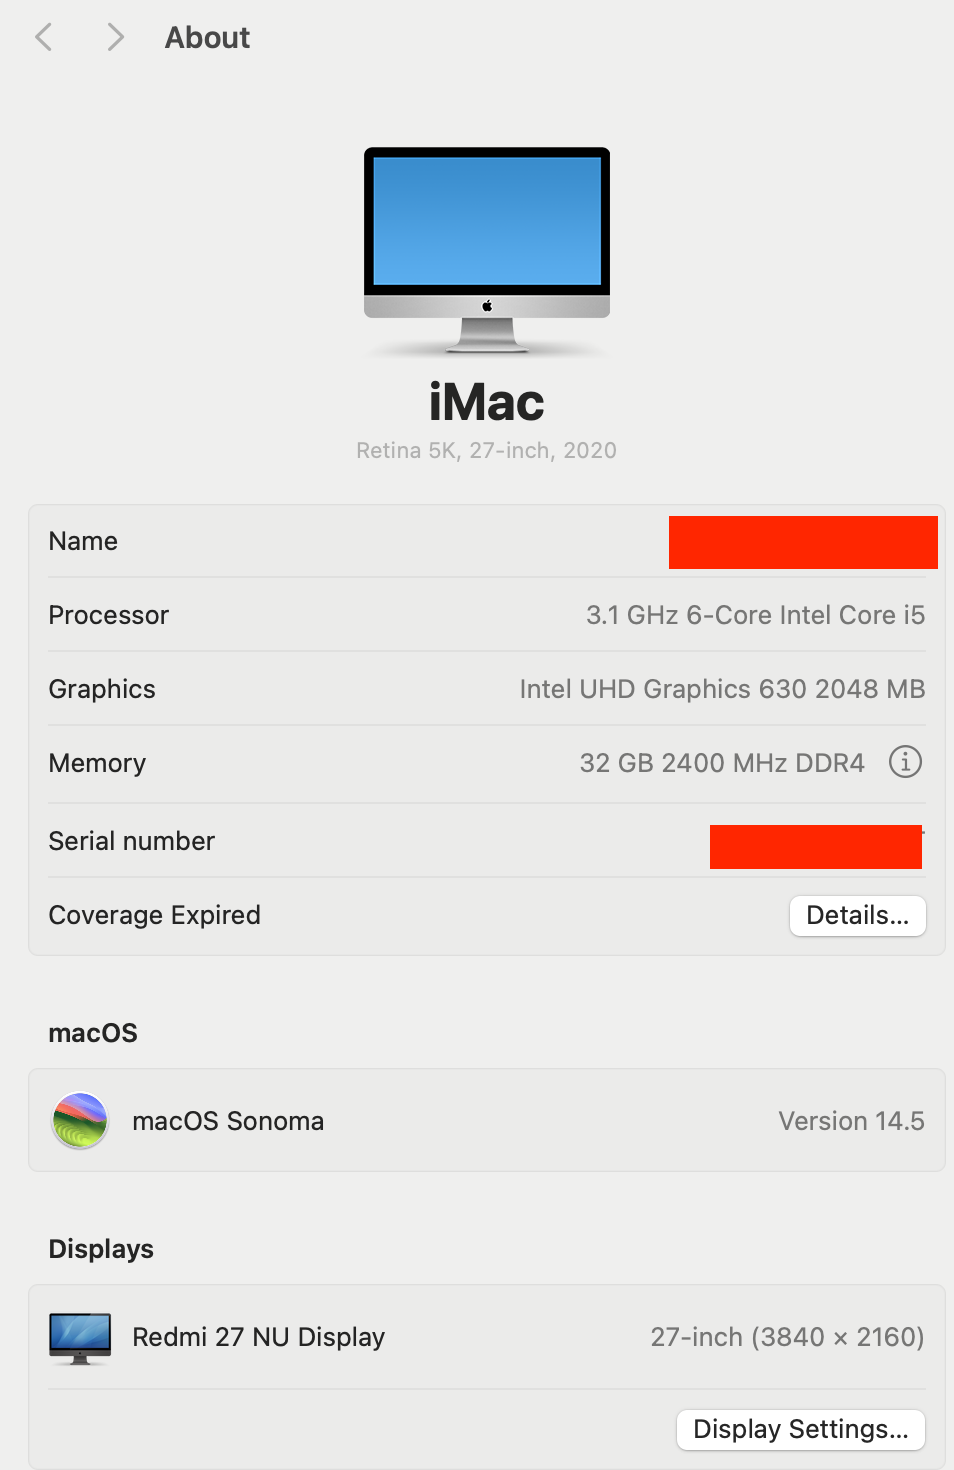 About
iMac
Retina 5K, 27-inch, 2020
Name
Processor 3.1 GHz 6-Core Intel Core i5
Graphics Intel UHD Graphics 630 2048 MB
Memory 32 GB 2400 MHz DDR4
Serial number
Coverage Expired Details...
macOS
macOS Sonoma Version 14.5
Displays
Redmi 27 NU Display 27-inch (3840 × 2160)
Display Settings...